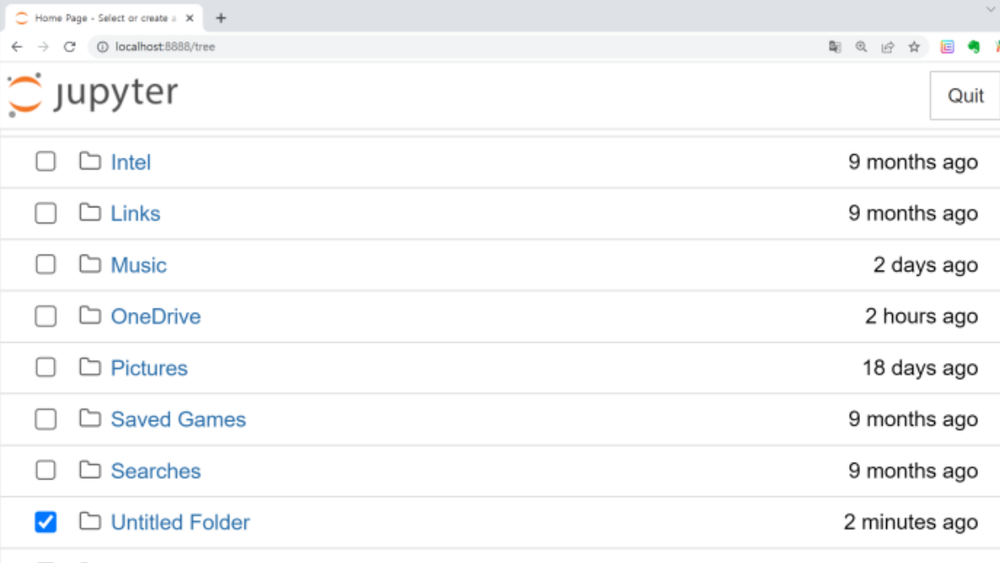 Home Page - Select or create a
localhost:8888/tree
jupyter
Quit
Intel 9 months ago
Links 9 months ago
Music 2 days ago
OneDrive 2 hours ago
Pictures 18 days ago
Saved Games 9 months ago
Searches 9 months ago
Untitled Folder 2 minutes ago